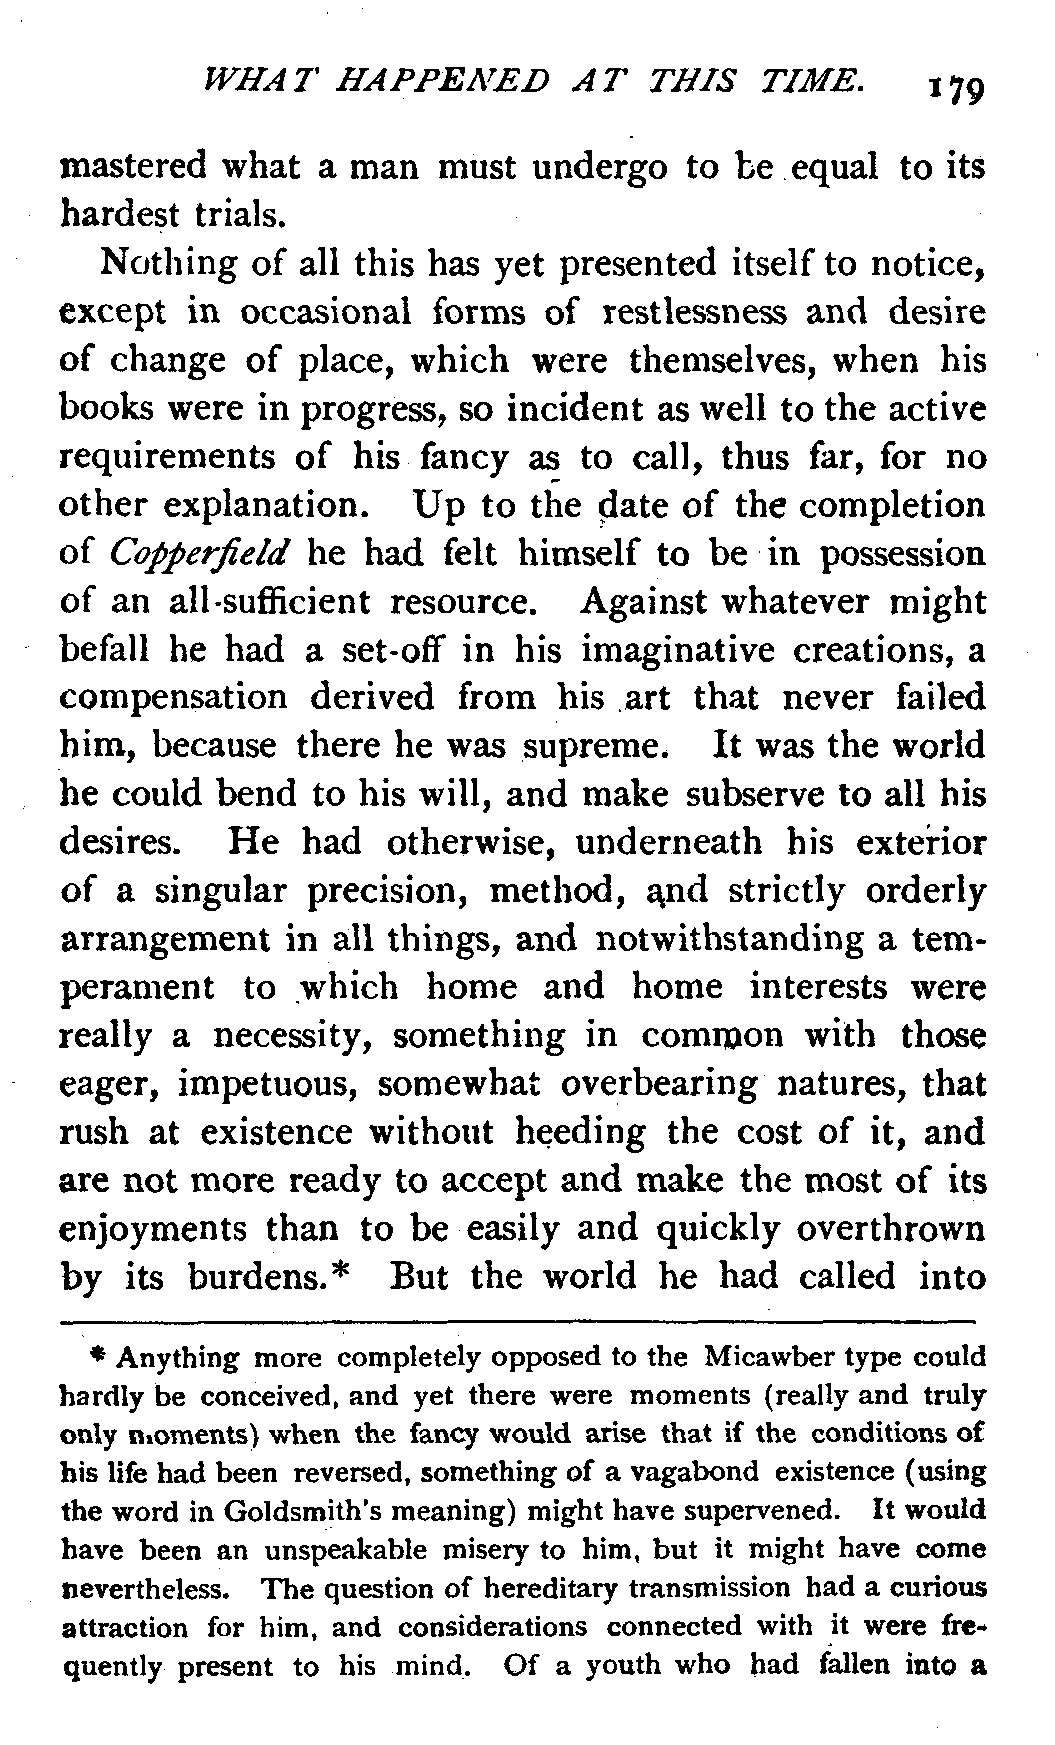 WHAT HAPPENED AT THIS TIME. 179
mastered what a man must undergo to be equal to its
hardest trials.
Nothing of all this has yet presented itself to notice,
except in occasional forms of restlessness and desire
of change of place, which were themselves, when his
books were in progress, so incident as well to the active
requirements of his fancy as to call, thus far, for no
other explanation. Up to the date of the completion
of Copperfield he had felt himself to be in possession
of an all-sufficient resource. Against whatever might
befall he had a set-off in his imaginative creations, a
compensation derived from his art that never failed
him, because there he was supreme. It was the world
he could bend to his will, and make subserve to all his
desires. He had otherwise, underneath his exterior
of a singular precision, method, and strictly orderly
arrangement in all things, and notwithstanding a tem-
perament to which home and home interests were
really a necessity, something in common with those
eager, impetuous, somewhat overbearing natures, that
rush at existence without heeding the cost of it, and
are not more ready to accept and make the most of its
enjoyments than to be easily and quickly overthrown
by its burdens.* But the world he had called into
* Anything more completely opposed to the Micawber type could
hardly be conceived, and yet there were moments (really and truly
only moments) when the fancy would arise that if the conditions of
his life had been reversed, something of a vagabond existence (using
the word in Goldsmith's meaning) might have supervened. It would
have been an unspeakable misery to him, but it might have come
nevertheless. The question of hereditary transmission had a curious
attraction for him, and considerations connected with it were fre-
quently present to his mind. Of a youth who had fallen into a